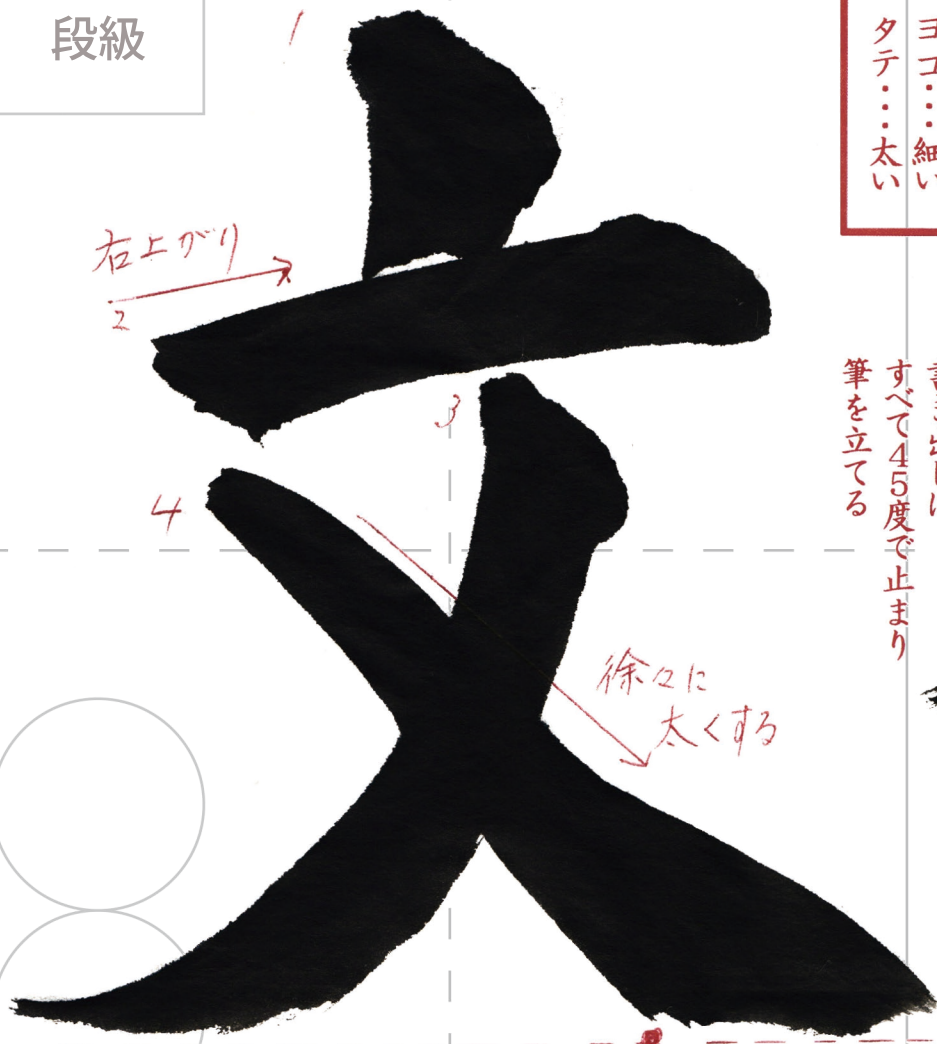 段級
ヨコ・・・・細い
タテ・・・・太い
すべて45度で止まり
筆を立てる
文
1
右上がり
2
3
4
徐々に
太くする